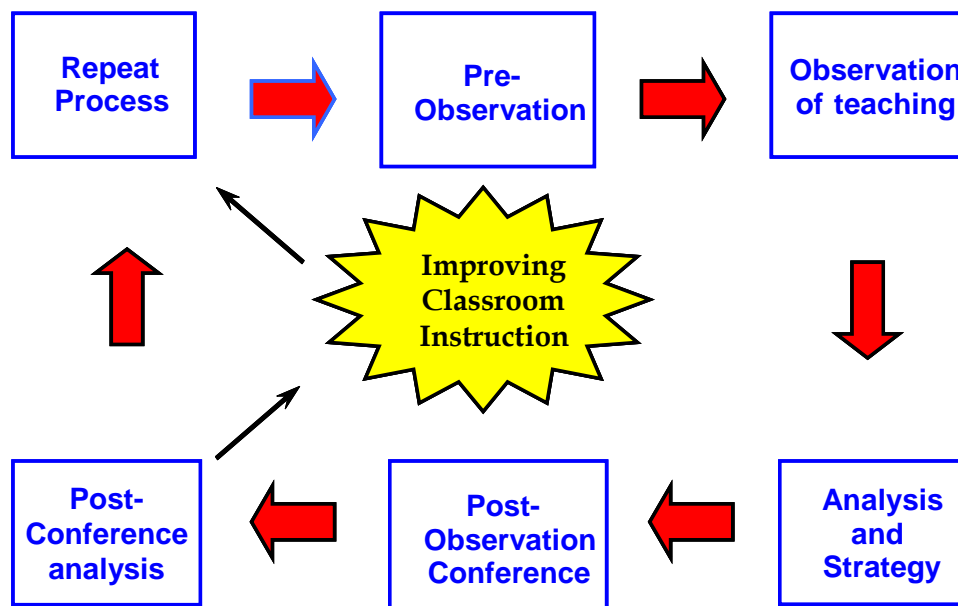 Repeat
Process
Pre-
Observation
Observation
of teaching
Improving
Classroom
Instruction
Post-
Conference
analysis
Post-
Observation
Conference
Analysis
and
Strategy